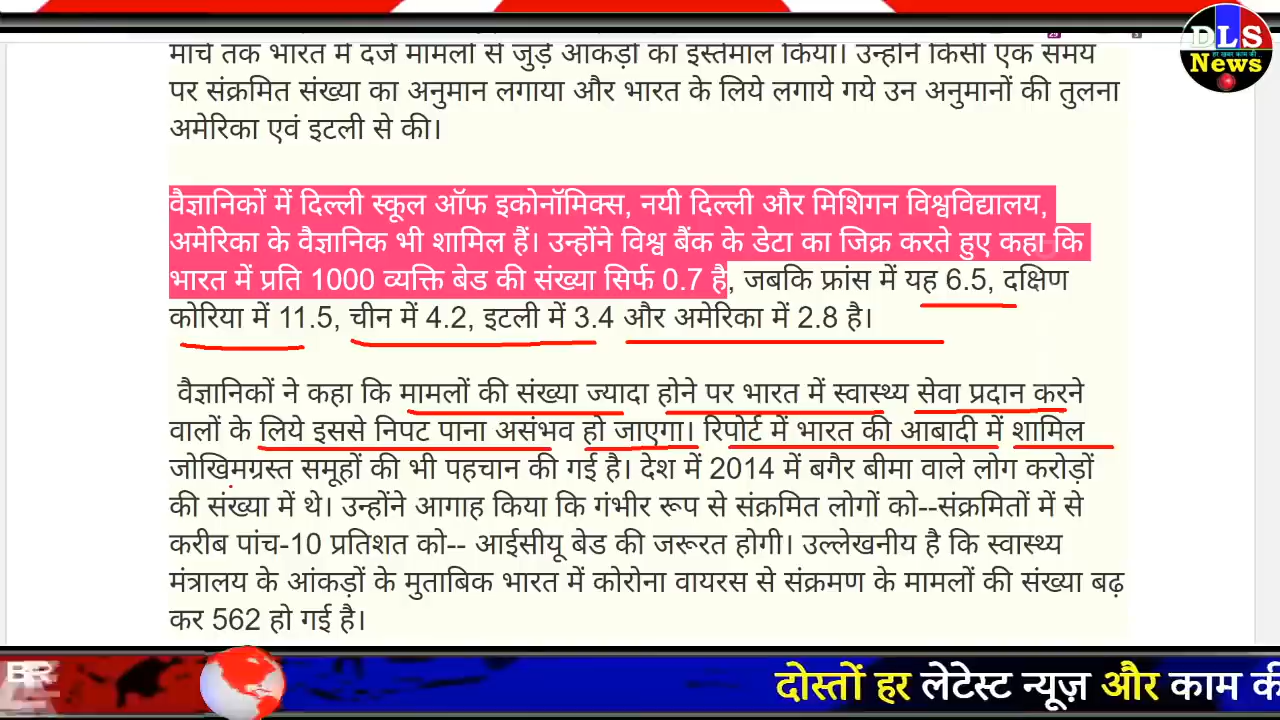 DLS
News
मार्च तक भारत में दर्ज मामलों से जुड़े आंकड़ों का इस्तेमाल किया। उन्होंने किसी एक समय
पर संक्रमित संख्या का अनुमान लगाया और भारत के लिये लगाये गये उन अनुमानों की तुलना
अमेरिका एवं इटली से की।
वैज्ञानिकों में दिल्ली स्कूल ऑफ इकोनॉमिक्स, नयी दिल्ली और मिशिगन विश्वविद्यालय,
अमेरिका के वैज्ञानिक भी शामिल हैं। उन्होंने विश्व बैंक के डेटा का जिक्र करते हुए कहा कि
भारत में प्रति 1000 व्यक्ति बेड की संख्या सिर्फ 0.7 है, जबकि फ्रांस में यह 6.5, दक्षिण
कोरिया में 11.5, चीन में 4.2, इटली में 3.4 और अमेरिका में 2.8 है।
वैज्ञानिकों ने कहा कि मामलों की संख्या ज्यादा होने पर भारत में स्वास्थ्य सेवा प्रदान करने
वालों के लिये इससे निपट पाना असंभव हो जाएगा। रिपोर्ट में भारत की आबादी में शामिल
जोखिमग्रस्त समूहों की भी पहचान की गई है। देश में 2014 में बगैर बीमा वाले लोग करोड़ों
की संख्या में थे। उन्होंने आगाह किया कि गंभीर रूप से संक्रमित लोगों को--संक्रमितों में से
करीब पांच-10 प्रतिशत को-- आईसीयू बेड की जरूरत होगी। उल्लेखनीय है कि स्वास्थ्य
मंत्रालय के आंकड़ों के मुताबिक भारत में कोरोना वायरस से संक्रमण के मामलों की संख्या बढ़
कर 562 हो गई है।
दोस्तों हर लेटेस्ट न्यूज़ और काम की